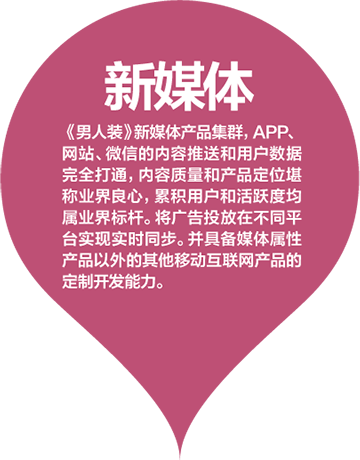 新媒体
《男人装》新媒体产品集群，APP、
网站、微信的内容推送和用户数据
完全打通，内容质量和产品定位堪
称业界良心，累积用户和活跃度均
属业界标杆。将广告投放在不同平
台实现实时同步。并具备媒体属性
产品以外的其他移动互联网产品的
定制开发能力。